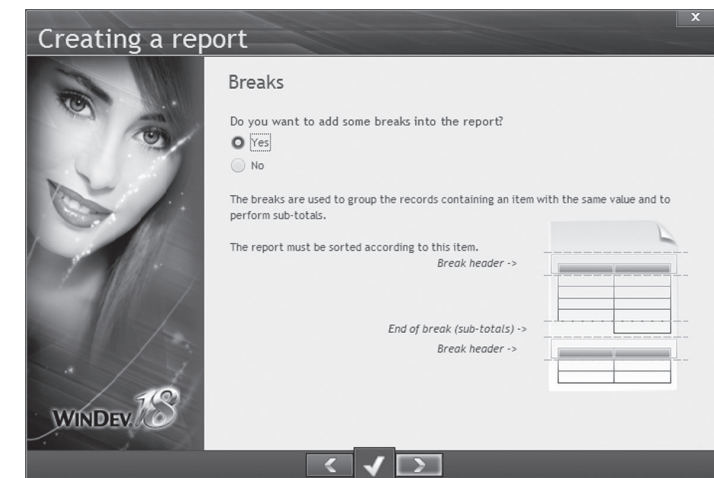 Creating a report
x
Breaks
Do you want to add some breaks into the report?
Yes
No
The breaks are used to group the records containing an item with the same value and to
perform sub-totals.
The report must be sorted according to this item.
Break header ->
End of break (sub-totals) ->
Break header ->
WINDEV 18